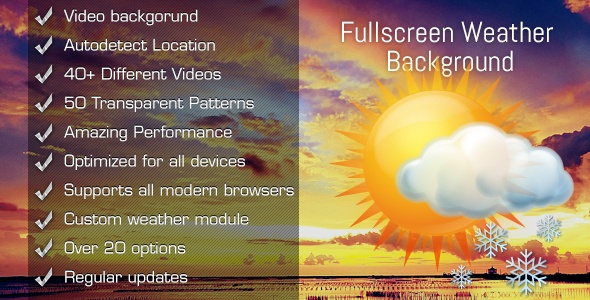 Video backgorund
Autodetect Location
40+ Different Videos
50 Transparent Patterns
Amazing Performance
Optimized for all devices
Supports all modern browsers
Custom weather module
Over 20 options
Regular updates
Fullscreen Weather
Background